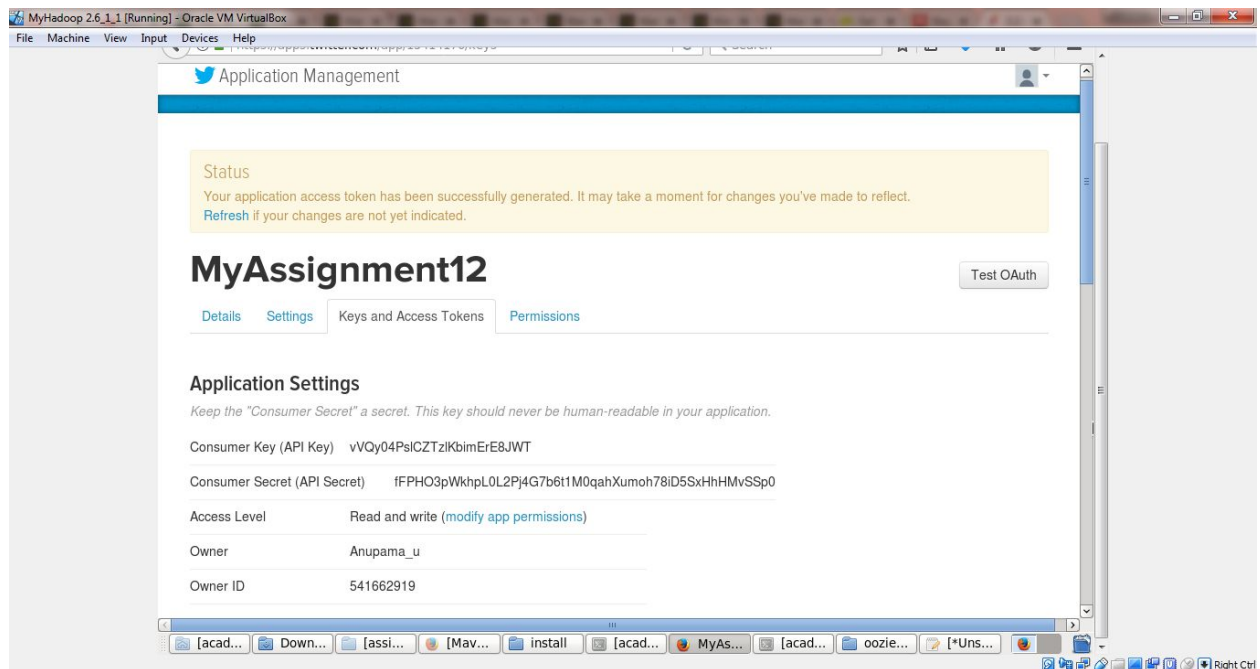 MyHadoop 2.6_1_1 [Running] - Oracle VM VirtualBox
File Machine View Input Devices Help
Application Management
Status
Your application access token has been successfully generated. It may take a moment for changes you've made to reflect.
Refresh if your changes are not yet indicated.
MyAssignment12
Test OAuth
Details Settings Keys and Access Tokens Permissions
Application Settings
Keep the "Consumer Secret" a secret. This key should never be human-readable in your application.
Consumer Key (API Key)
Consumer Secret (API Secret)
Access Level Read and write (modify app permissions)
Owner Anupama_u
Owner ID 541662919
[acad... Down... [assi... [Mav... install [acad... MyAs... [acad... oozie... [*Uns...
Right Ctrl